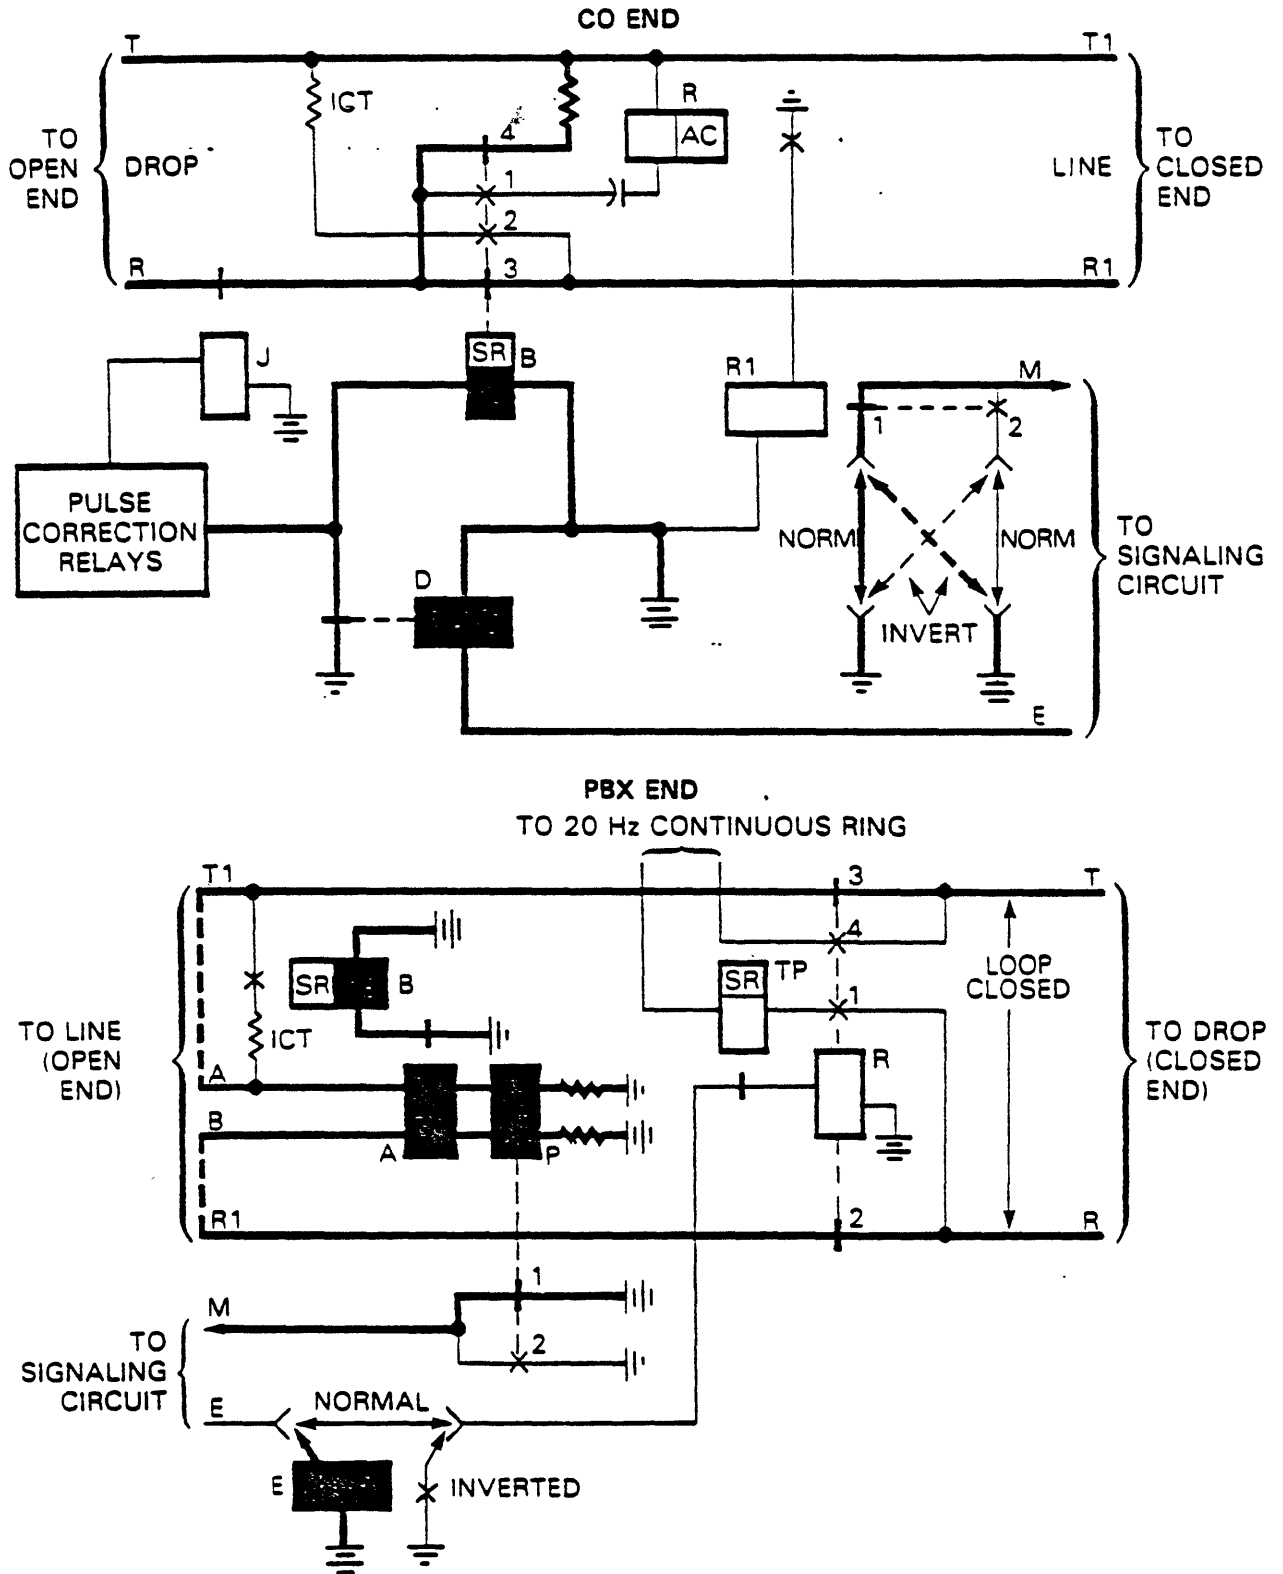 CO END
T
T1
ICT
R
AC
4
TO
OPEN
END
DROP
LINE
TO
CLOSED
END
1
2
R
3
R1
SR
B
J
R1
M
1
2
PULSE
CORRECTION
RELAYS
NORM
NORM
TO
SIGNALING
CIRCUIT
D
INVERT
E
PBX END
TO 20 Hz CONTINUOUS RING
T1
3
T
4
SR
TP
LOOP
CLOSED
SR
B
1
TO LINE
(OPEN
END)
ICT
TO DROP
(CLOSED
END)
R
A
B
A
P
R1
2
R
1
M
2
TO
SIGNALING
CIRCUIT
E
NORMAL
E
INVERTED